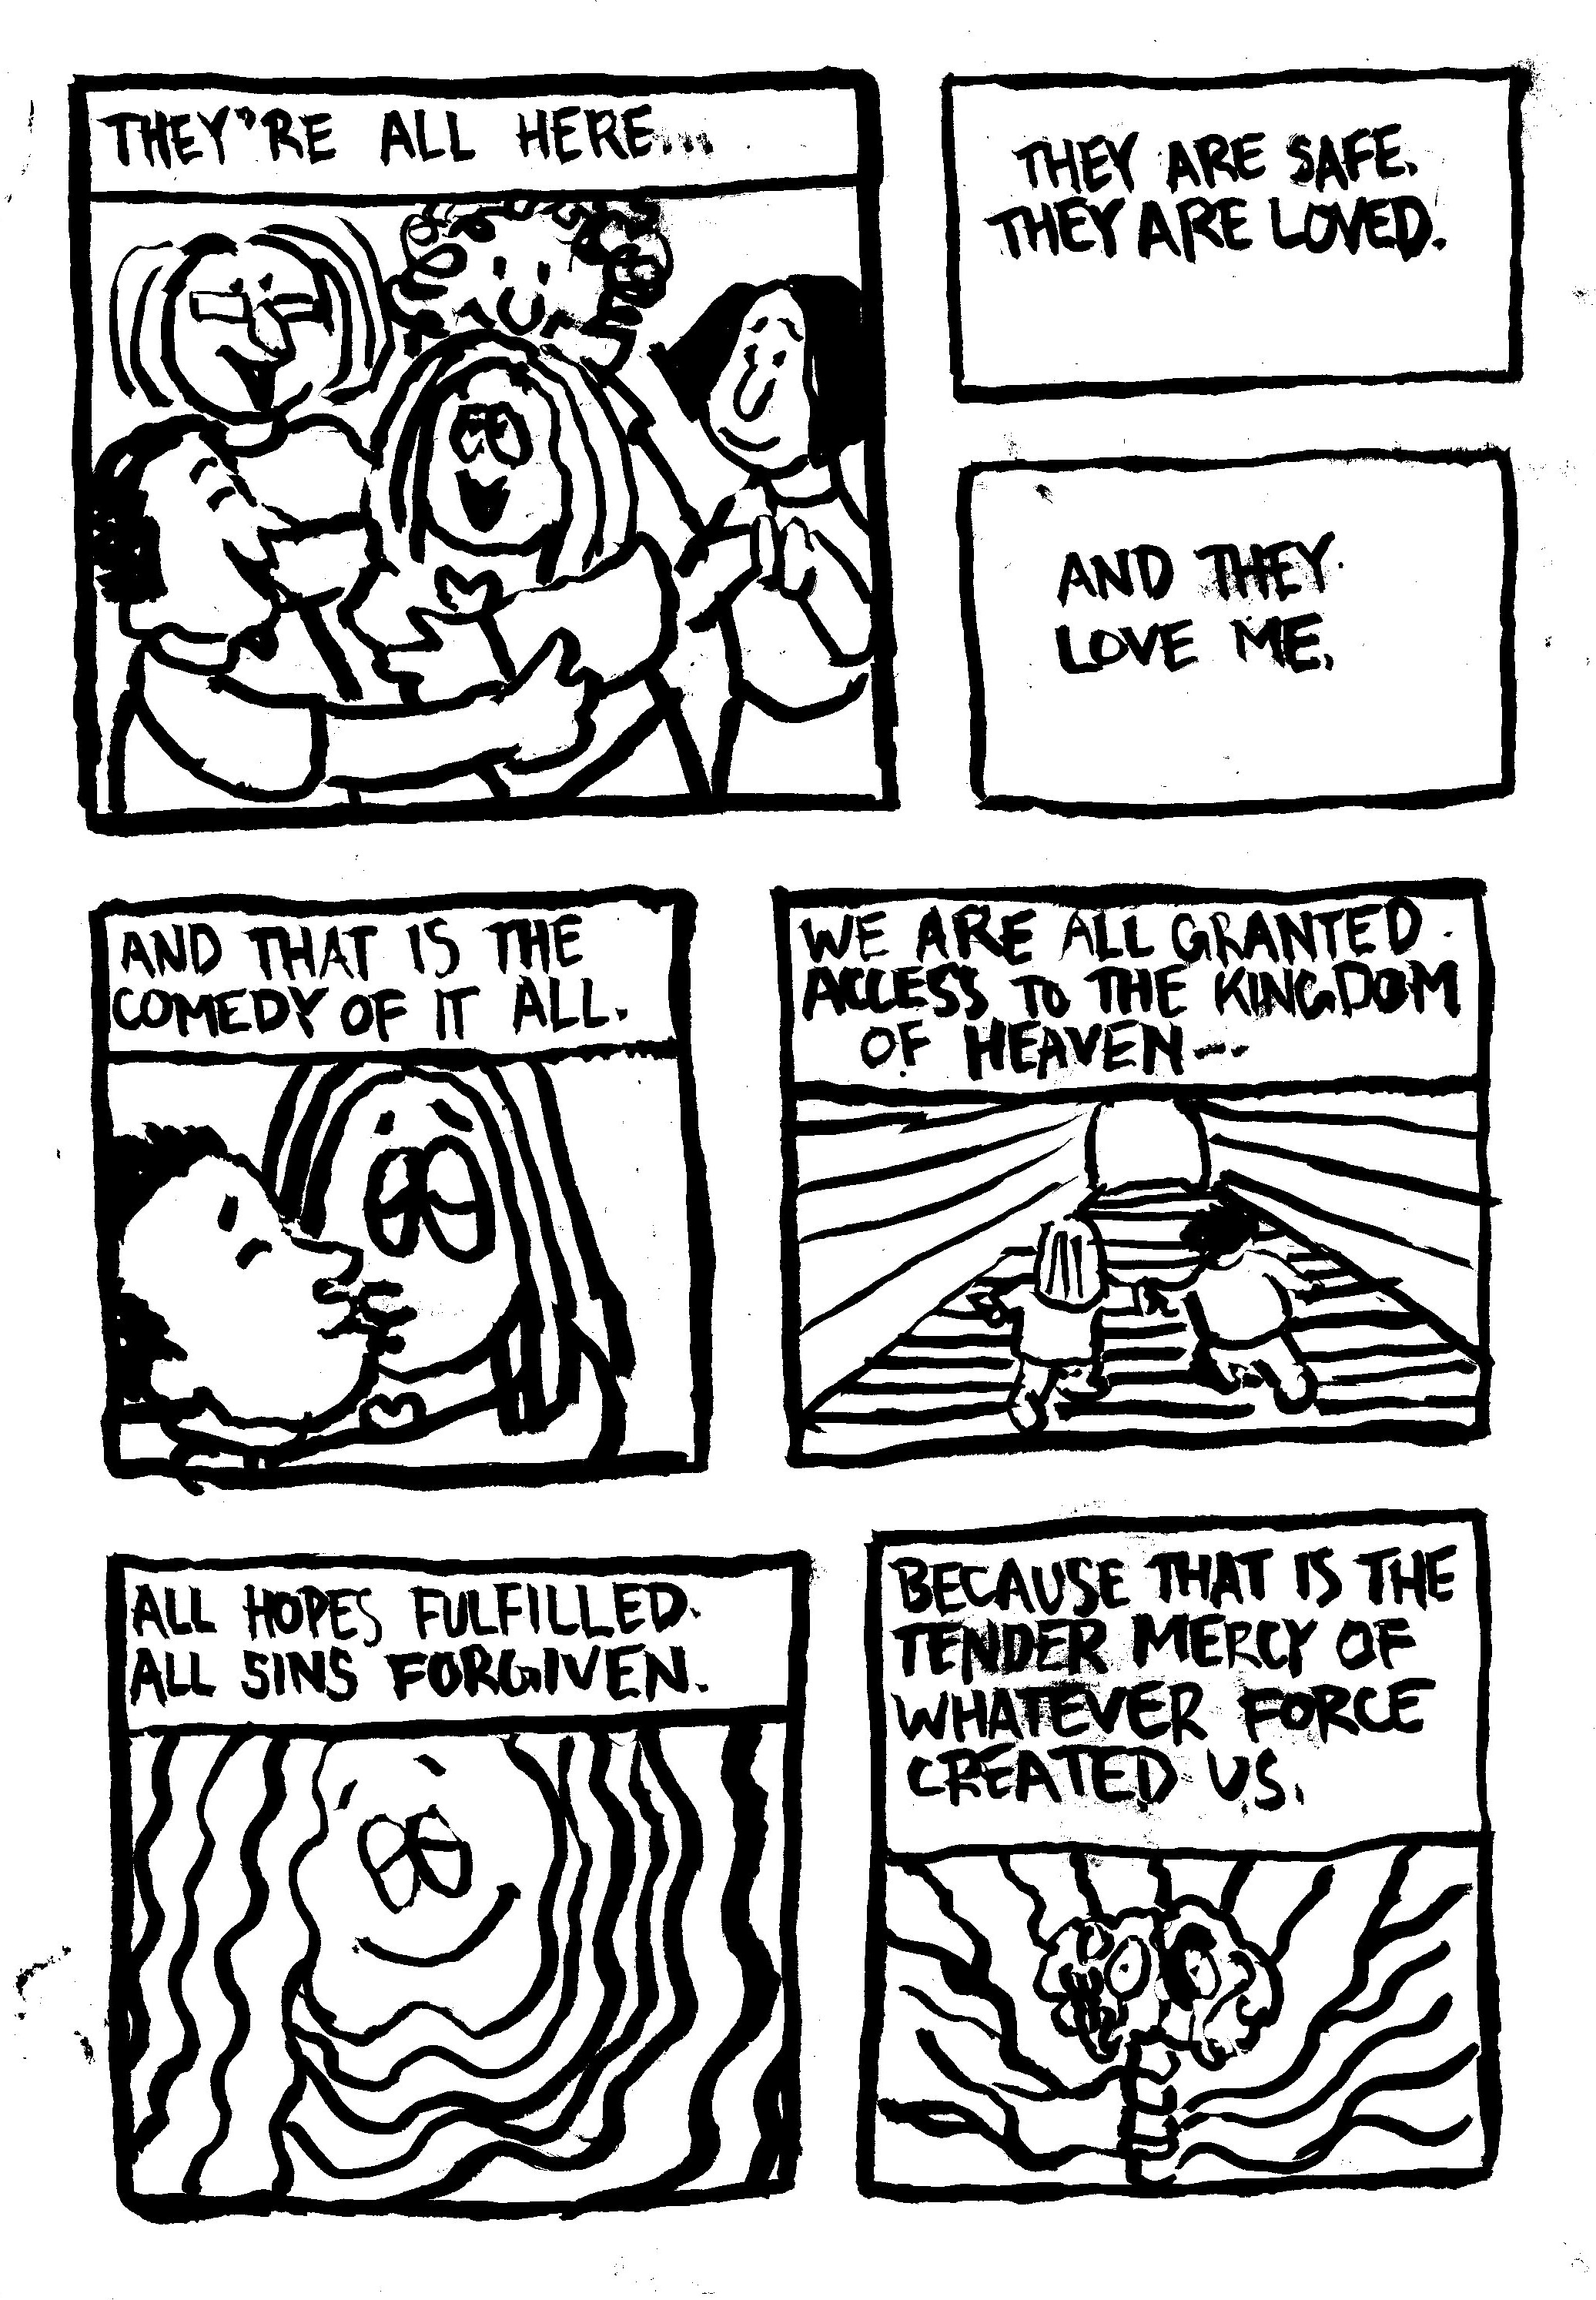 THEY'RE ALL HERE...
THEY ARE SAFE.
THEY ARE LOVED.
AND THEY
LOVE ME.
AND THAT IS THE
COMEDY OF IT ALL.
WE ARE ALL GRANTED
ACCESS TO THE KINGDOM
OF HEAVEN--
ALL HOPES FULFILLED.
ALL SINS FORGIVEN.
BECAUSE THAT IS THE
TENDER MERCY OF
WHATEVER FORCE
CREATED US.